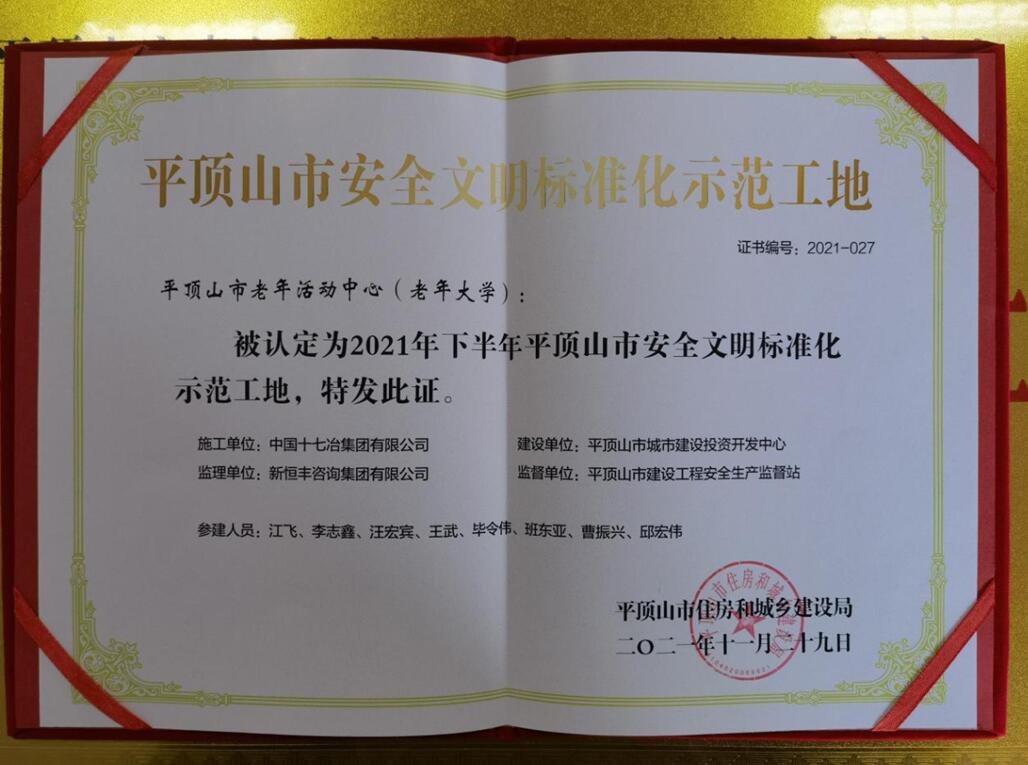 平顶山市安全文明标准化示范工地
证书编号：2021-027
平顶山市老年活动中心（老年大学）：
被认定为2021年下半年平顶山市安全文明标准化
示范工地，特发此证。
施工单位：中国十七冶集团有限公司 建设单位：平顶山市城市建设投资开发中心
监理单位：新恒丰咨询集团有限公司 监督单位：平顶山市建设工程安全生产监督站
参建人员：江飞、李志鑫、汪宏宾、王武、毕令伟、班东亚、曹振兴、邱宏伟
平顶山市住房和城乡建设局
二〇二一年十一月二十九日